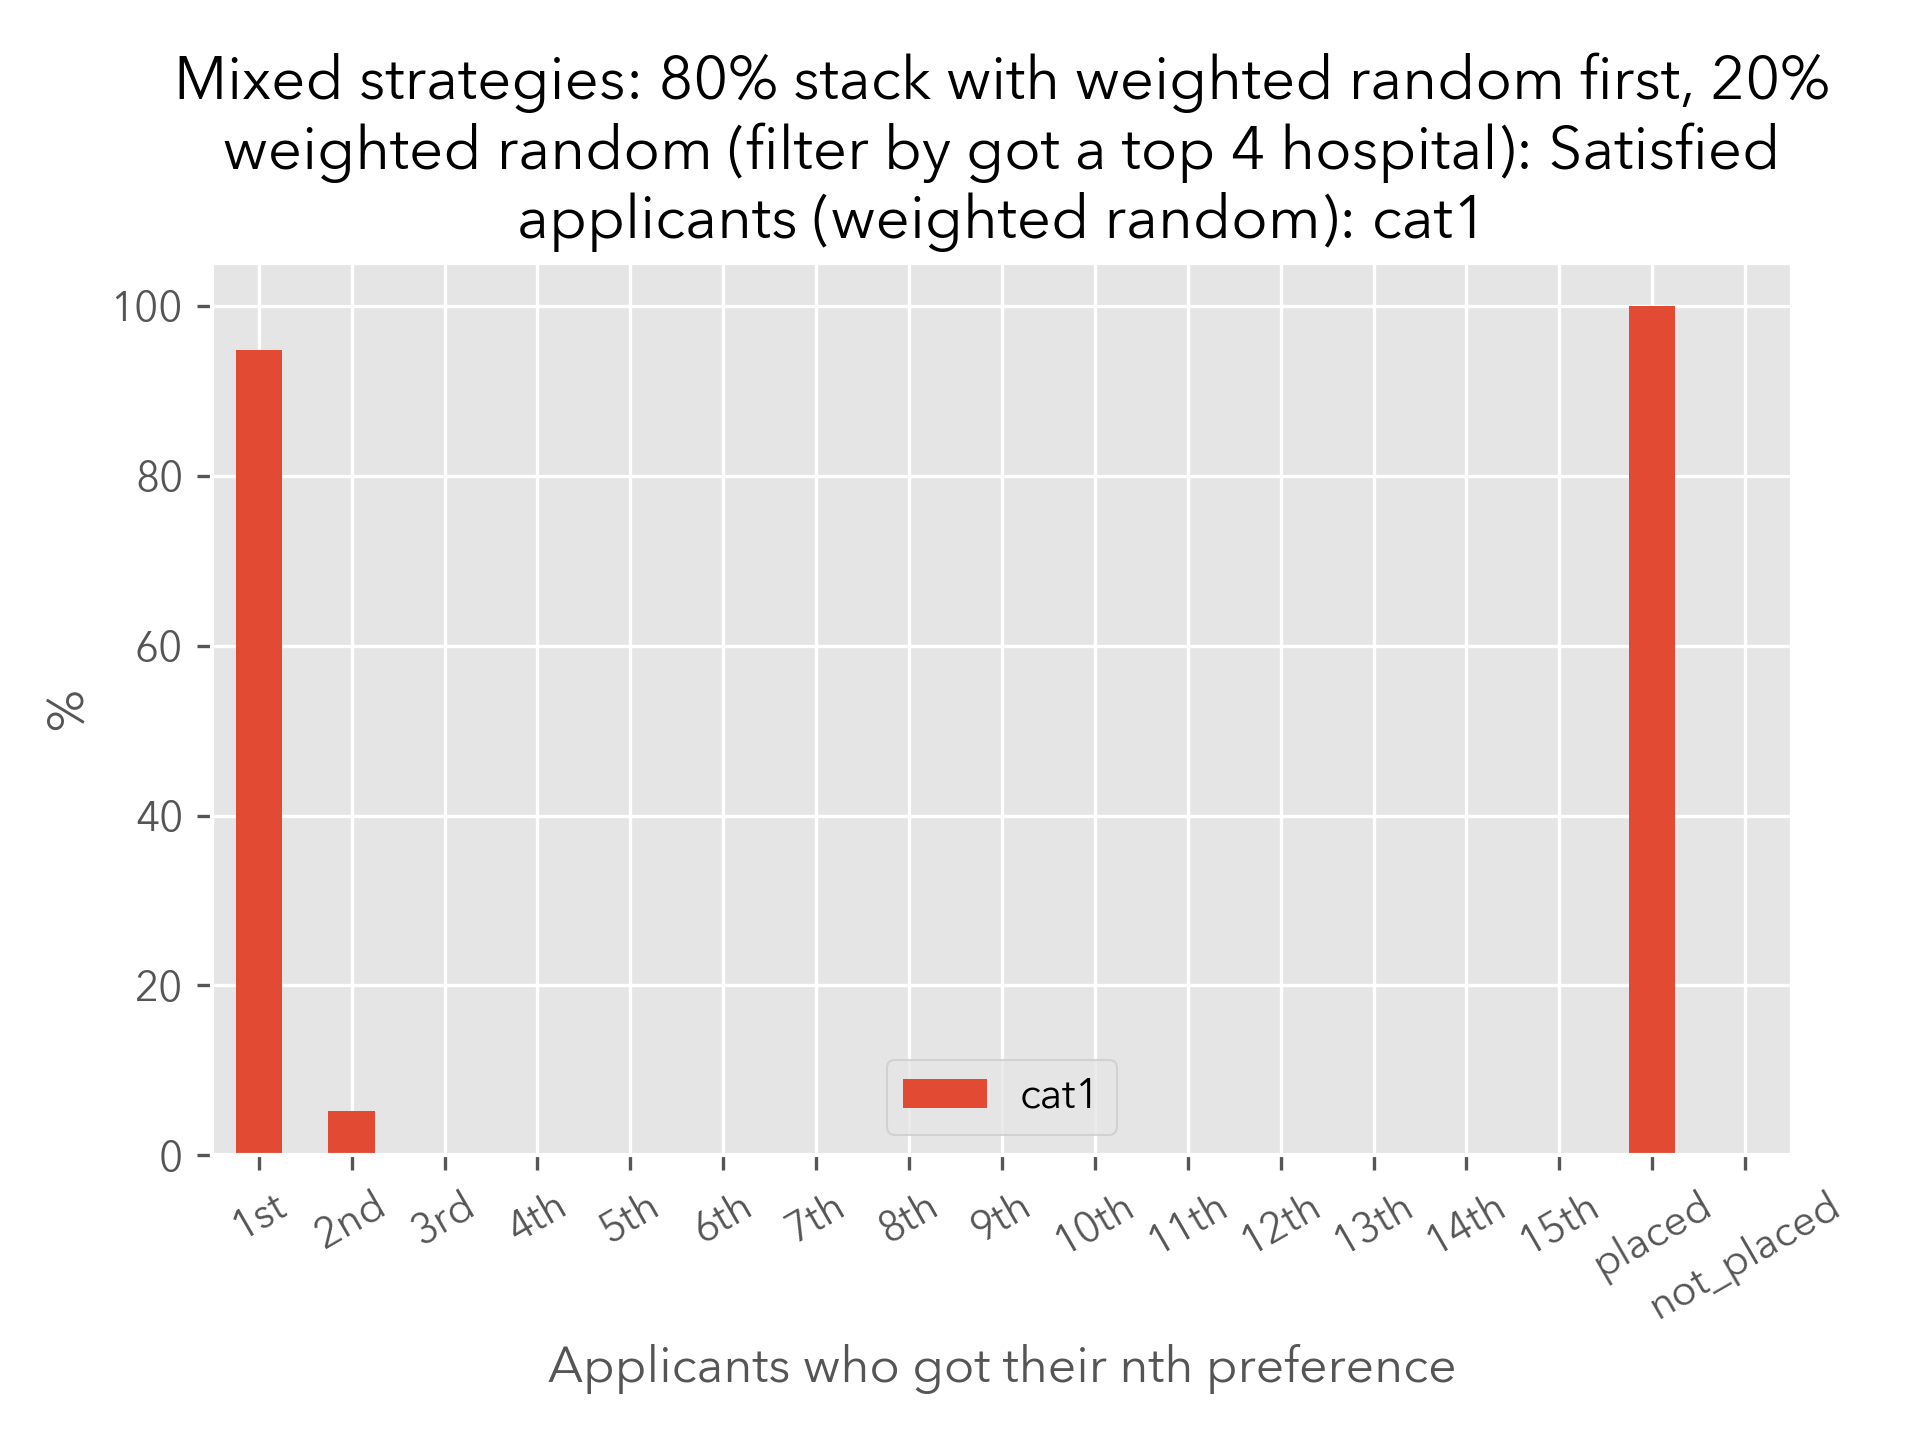 Mixed strategies: 80% stack with weighted random first, 20%
weighted random (filter by got a top 4 hospital): Satisfied
applicants (weighted random): cat1
100
80
60
40
20
0
%
cat1
1st
2nd
3rd
4th
5th
6th
7th
8th
9th
10th
11th
12th
13th
14th
15th
placed
not_placed
Applicants who got their nth preference